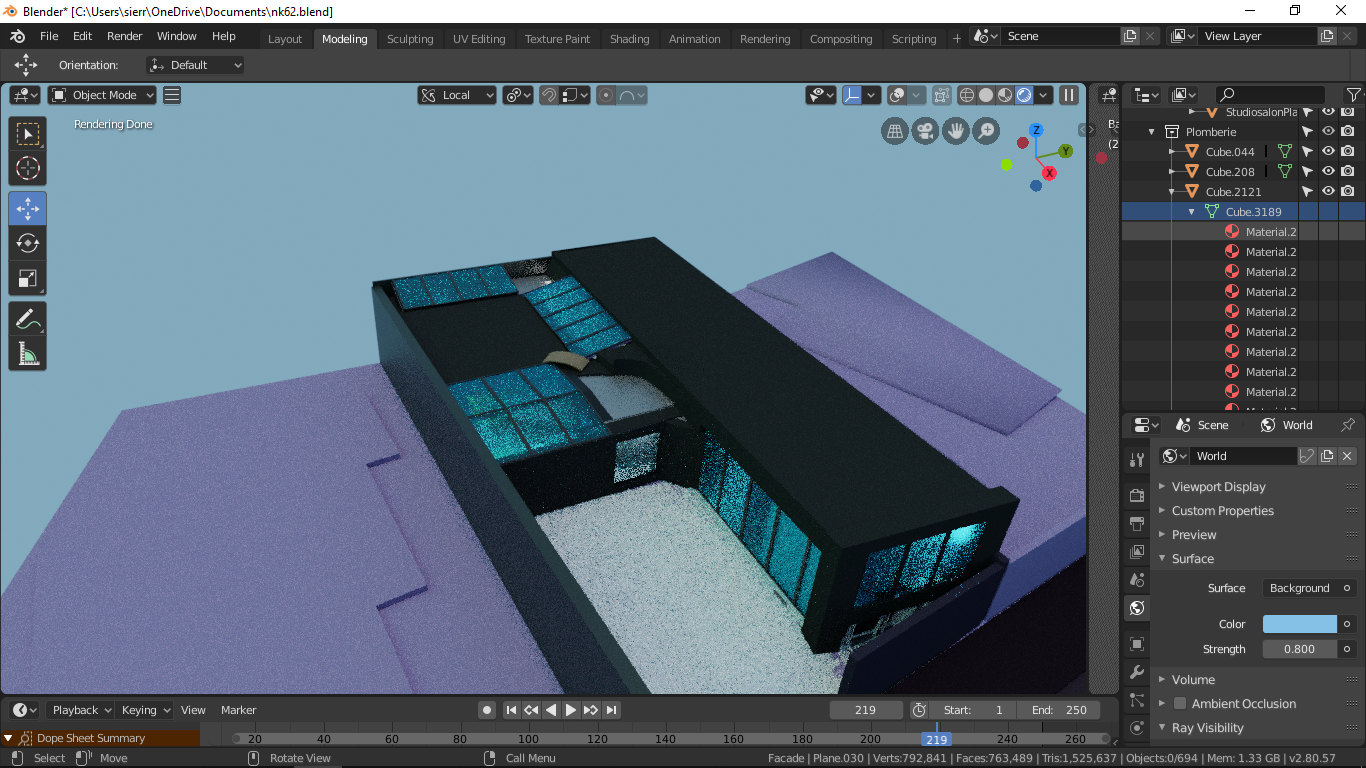 Blender* [C:\Users\sierr\OneDrive\Documents\nk62.blend]
File Edit Render Window Help Layout Modeling Sculpting UV Editing Texture Paint Shading Animation Rendering Compositing Scripting + Scene View Layer
Orientation: Default
Object Mode Local
Rendering Done
Z
Y
X
Ba
(2
StudiosalonPla
Plomberie
Cube.044
Cube.208
Cube.2121
Cube.3189
Material.2
Material.2
Material.2
Material.2
Material.2
Material.2
Material.2
Material.2
Material.2
Scene World
World
Viewport Display
Custom Properties
Preview
Surface
Surface Background
Color
Strength 0.800
Volume
Ambient Occlusion
Ray Visibility
Playback Keying View Marker 219 Start: 1 End: 250
Dope Sheet Summary 20 40 60 80 100 120 140 160 180 200 219 240 260
Select Move Rotate View Call Menu Facade | Plane.030 | Verts:792,841 | Faces:763,489 | Tris:1,525,637 | Objects:0/694 | Mem: 1.33 GB | v2.80.57